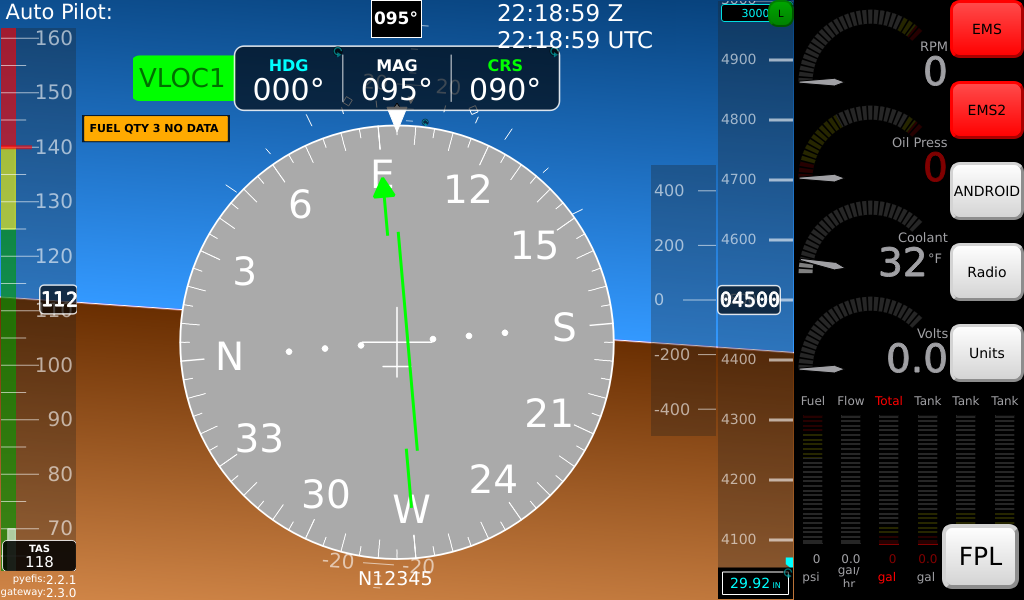 Auto Pilot:
095°
22:18:59 Z
22:18:59 UTC
3000
L
VLOC1
HDG MAG CRS
000° 095° 090°
FUEL QTY 3 NO DATA
160
150
140
130
120
112
110
100
90
80
70
TAS
118
pyefis:2.2.1
gateway:2.3.0
20 20
E
12
15
S
21
24
W
30
33
N
3
6
-20 -20
N12345
400
200
0
-200
-400
4900
4800
4700
4600
04500
4400
4300
4200
4100
29.92 IN
RPM
0
Oil Press
0
Coolant
32 °F
Volts
0.0
Fuel Flow Total Tank Tank Tank
0 0.0 0 0.0
psi gal/hr gal gal
EMS
EMS2
ANDROID
Radio
Units
FPL